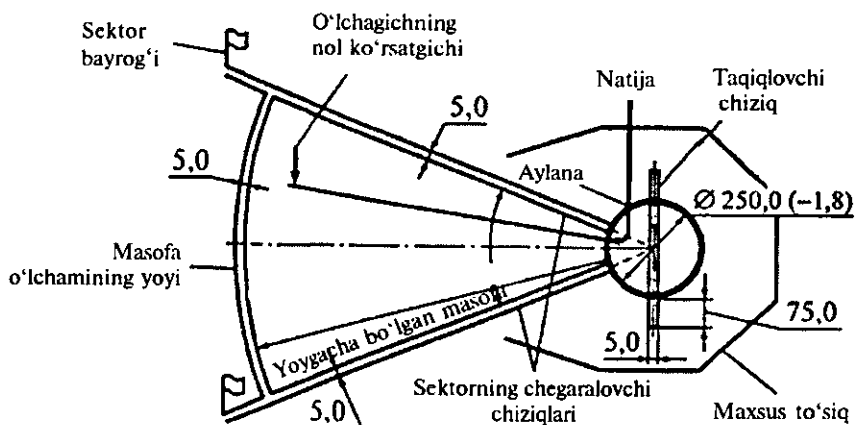 Sektor
bayrog‘i
O‘lchagichning
nol ko‘rsatgichi
Natija
Taqiqlovchi
chiziq
5,0
5,0
Aylana
Ø 250,0 (−1,8)
Masofa
o‘lchamining yoyi
Yoygacha bo‘lgan masofa
75,0
5,0
5,0
Sektorning chegaralovchi
chiziqlari
Maxsus to‘siq